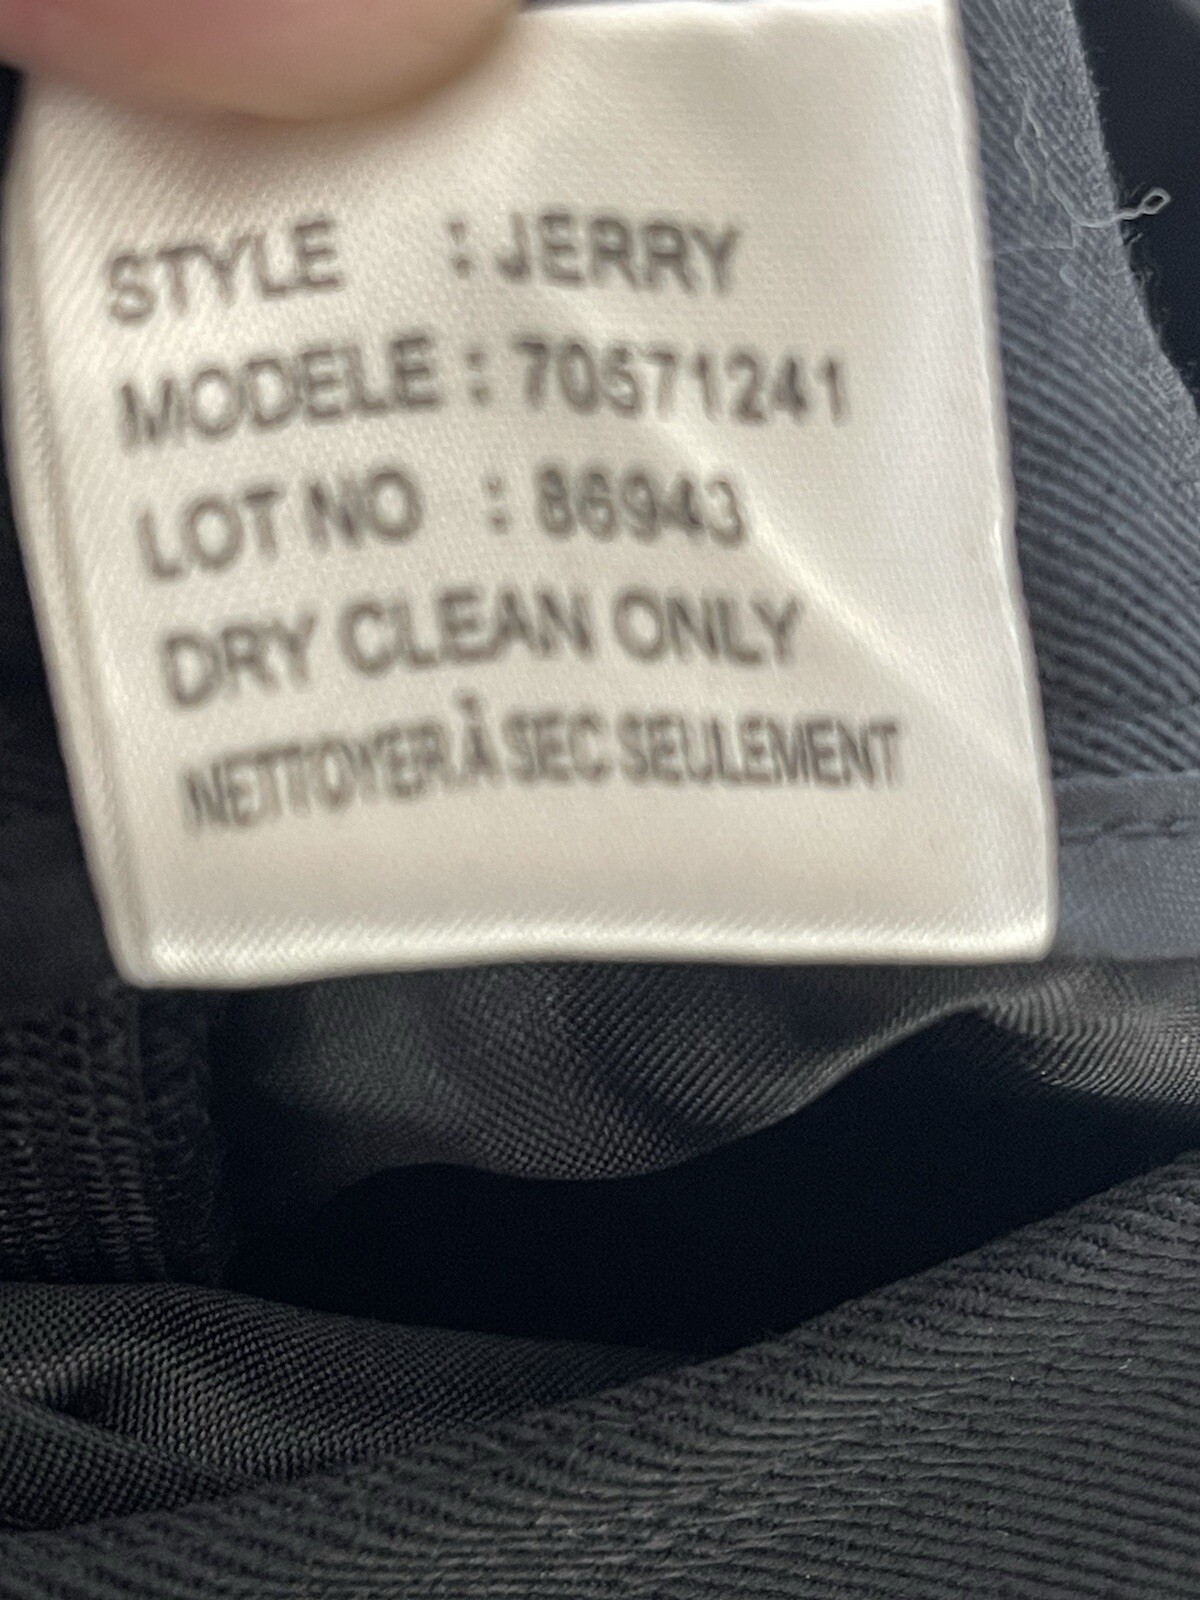 STYLE : JERRY
MODELE : 70571241
LOT NO : 86943
DRY CLEAN ONLY
NETTOYER À SEC SEULEMENT